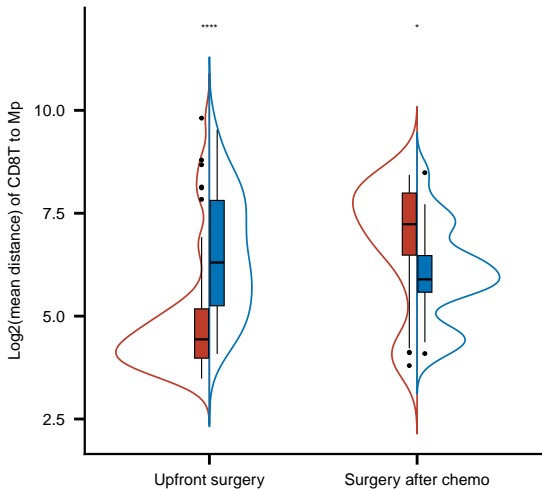 **** *
Log2(mean distance) of CD8T to Mp
10.0
7.5
5.0
2.5
Upfront surgery Surgery after chemo